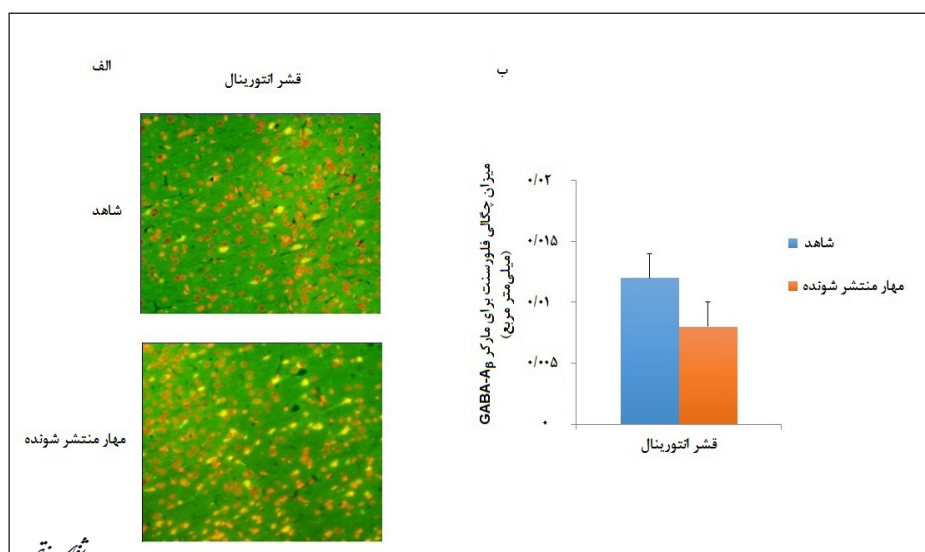 الف
قشر انتورینال
شاهد
مهار منتشر شونده
ب
میزان چگالی فلورسنت برای مارکر GABA-Aβ
(میلی‌متر مربع)
۰/۰۲
۰/۰۱۵
۰/۰۱
۰/۰۰۵
۰
قشر انتورینال
شاهد
مهار منتشر شونده